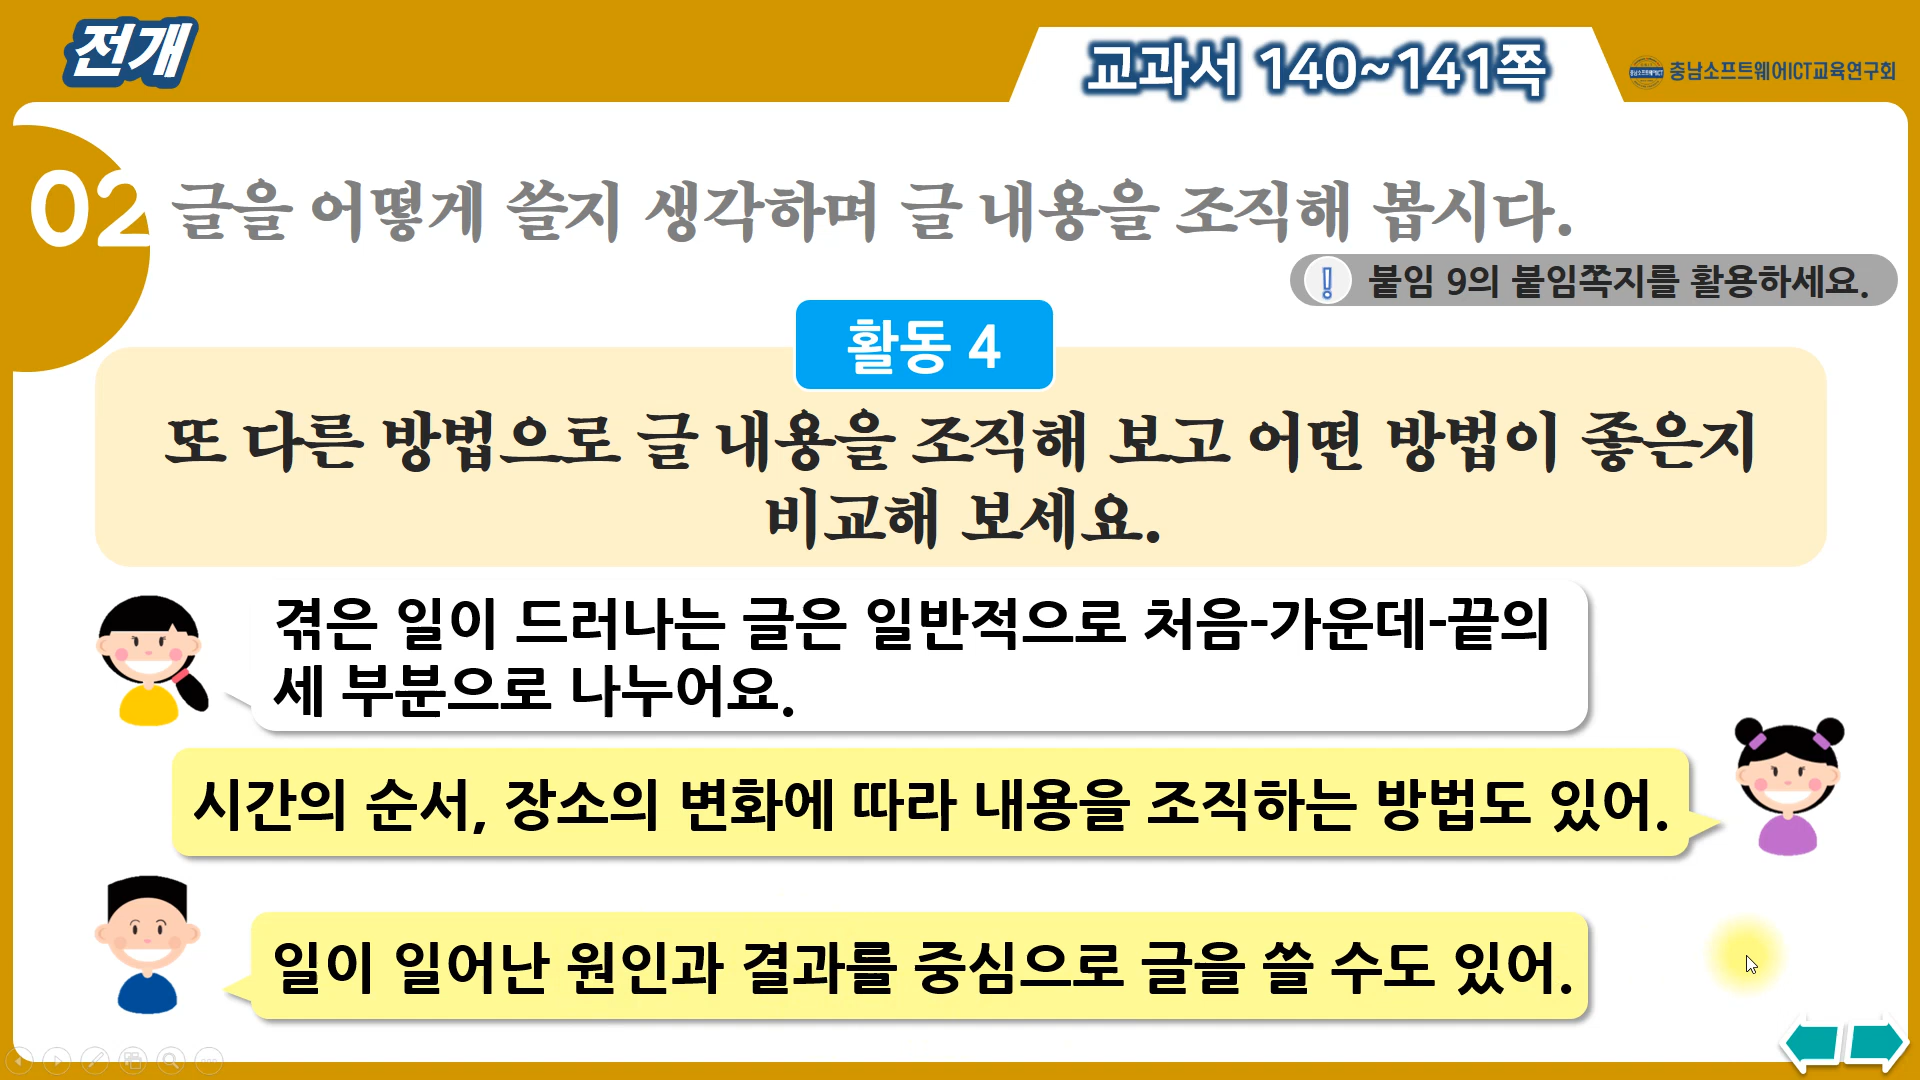 전개
교과서 140~141쪽
충남소프트웨어ICT교육연구회
02 글을 어떻게 쓸지 생각하며 글 내용을 조직해 봅시다.
! 붙임 9의 붙임쪽지를 활용하세요.
활동 4
또 다른 방법으로 글 내용을 조직해 보고 어떤 방법이 좋은지
비교해 보세요.
겪은 일이 드러나는 글은 일반적으로 처음-가운데-끝의
세 부분으로 나누어요.
시간의 순서, 장소의 변화에 따라 내용을 조직하는 방법도 있어.
일이 일어난 원인과 결과를 중심으로 글을 쓸 수도 있어.